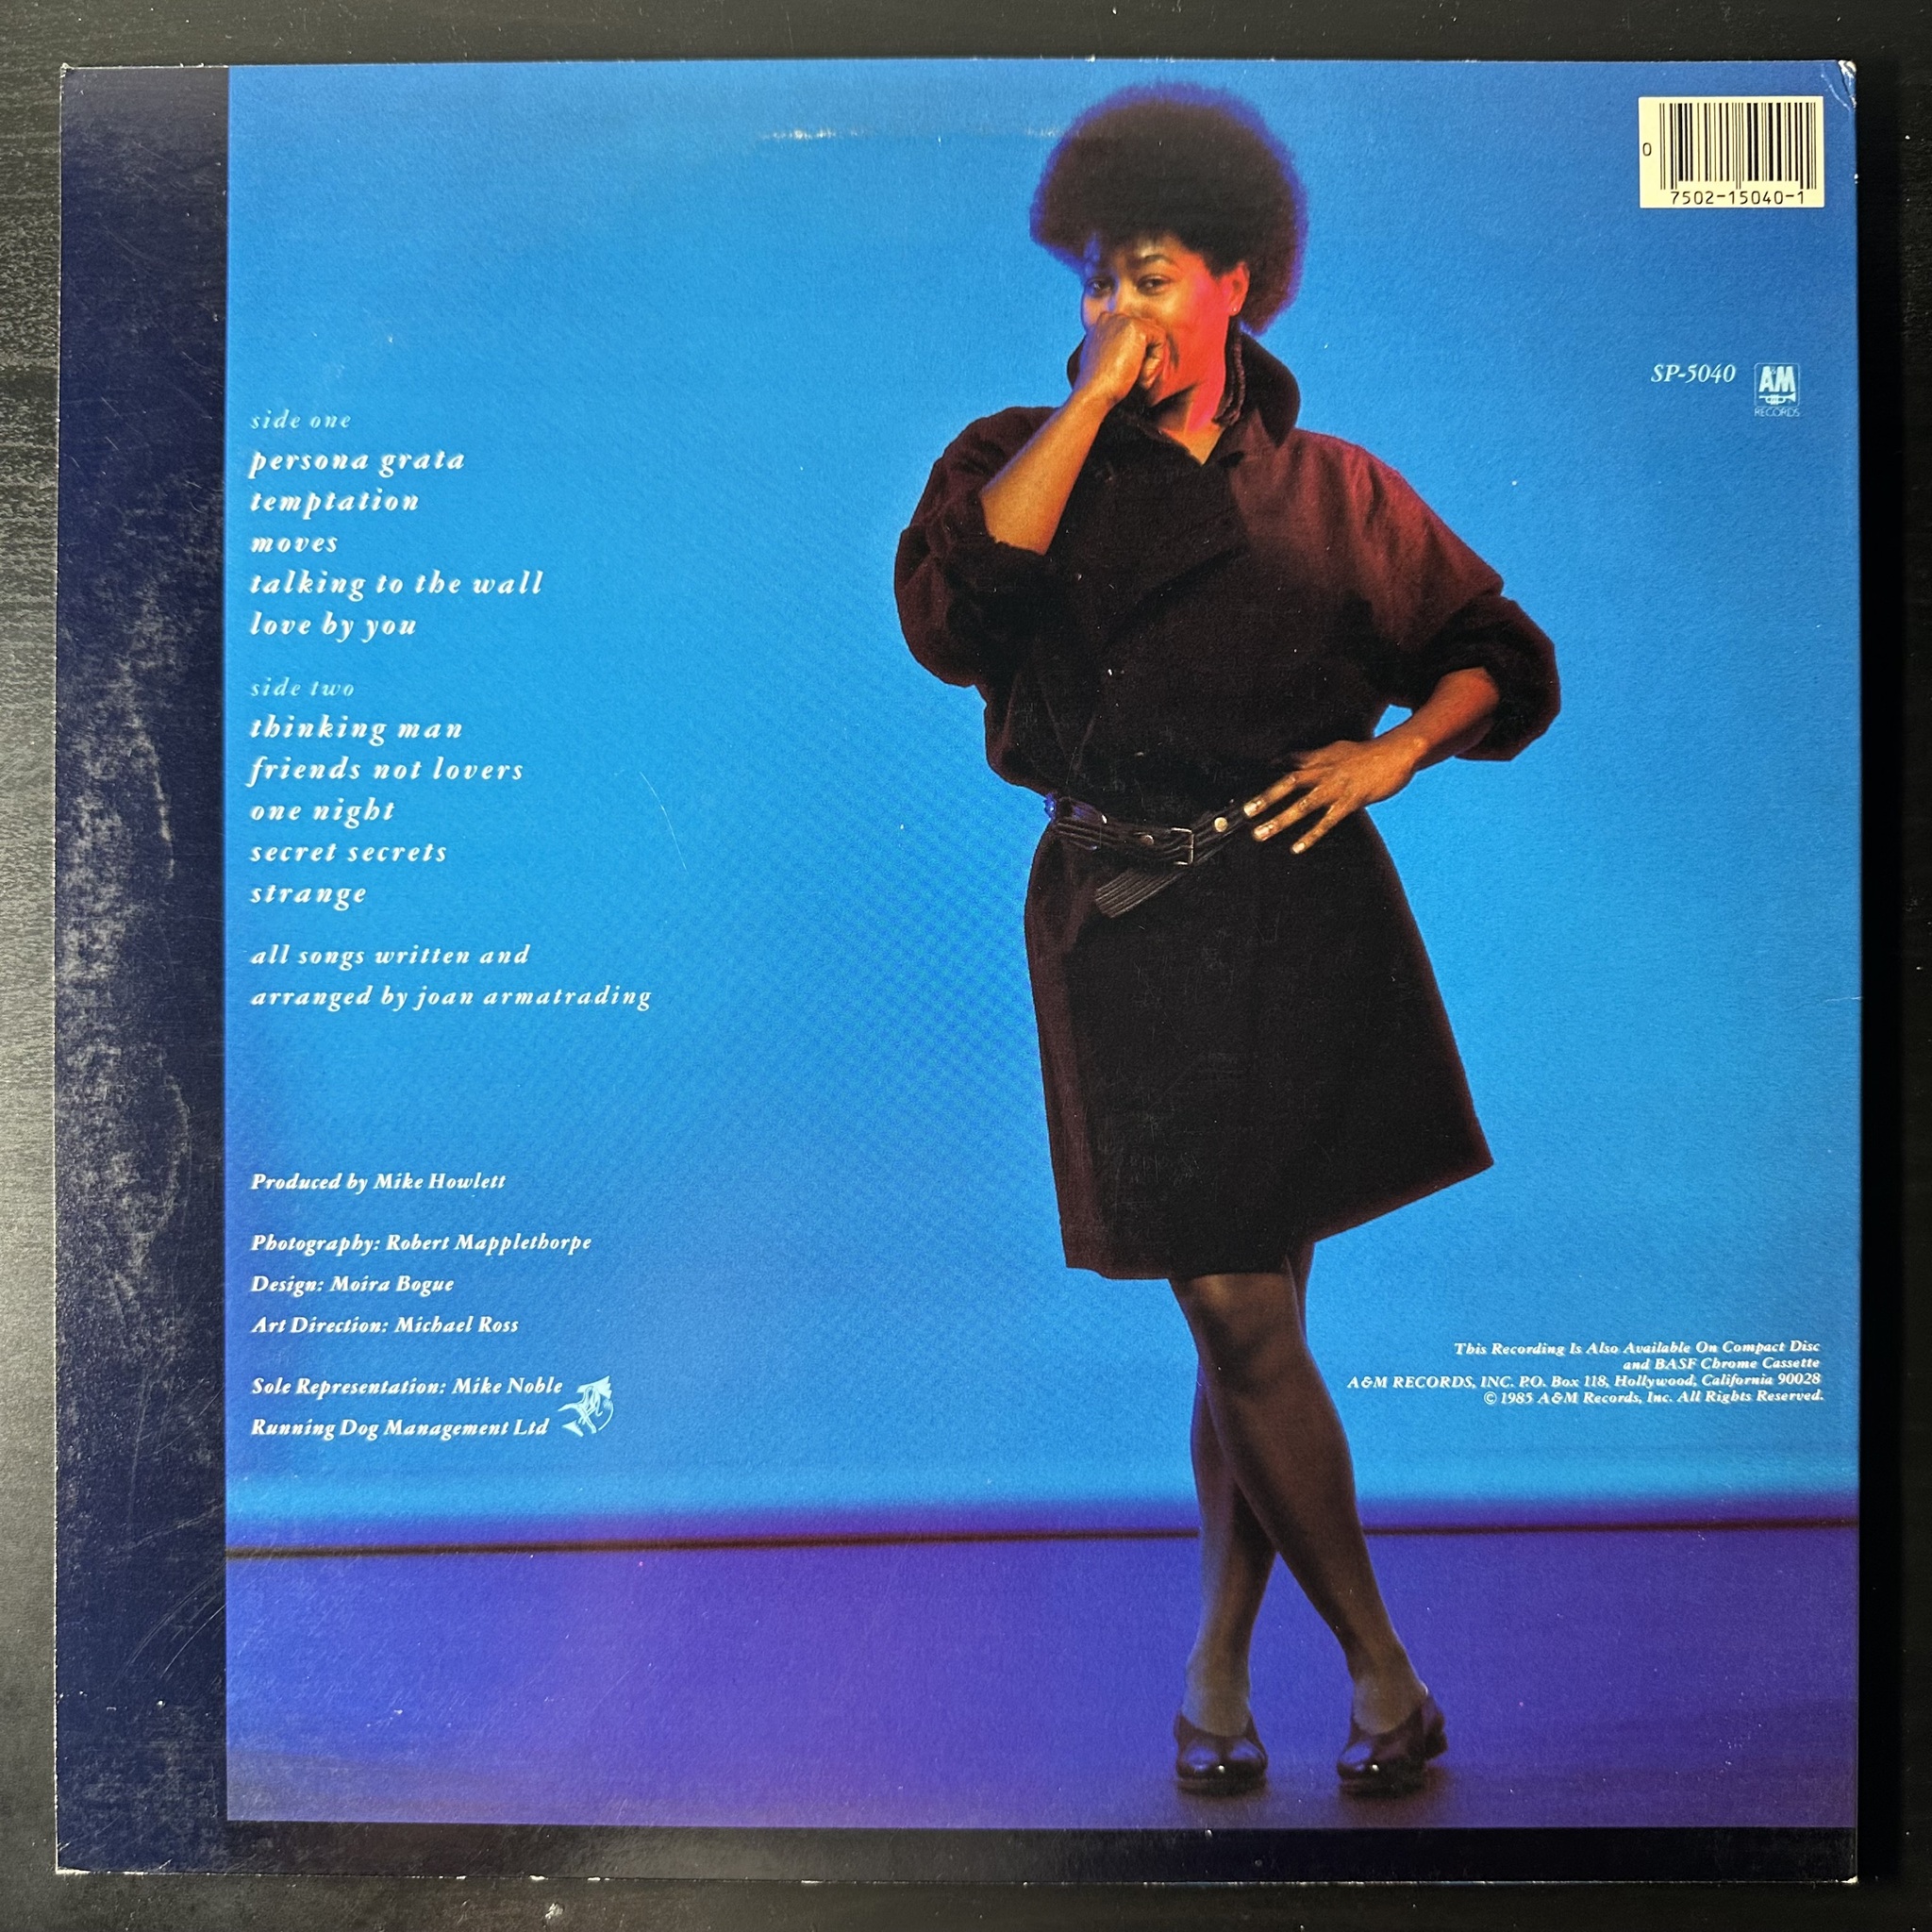 0
7502-15040-1
SP-5040
A&M
RECORDS
side one
persona grata
temptation
moves
talking to the wall
love by you
side two
thinking man
friends not lovers
one night
secret secrets
strange
all songs written and
arranged by joan armatrading
Produced by Mike Howlett
Photography: Robert Mapplethorpe
Design: Moira Bogue
Art Direction: Michael Ross
Sole Representation: Mike Noble
Running Dog Management Ltd
This Recording Is Also Available On Compact Disc
and BASF Chrome Cassette
A&M RECORDS, INC. P.O. Box 118, Hollywood, California 90028
© 1985 A&M Records, Inc. All Rights Reserved.